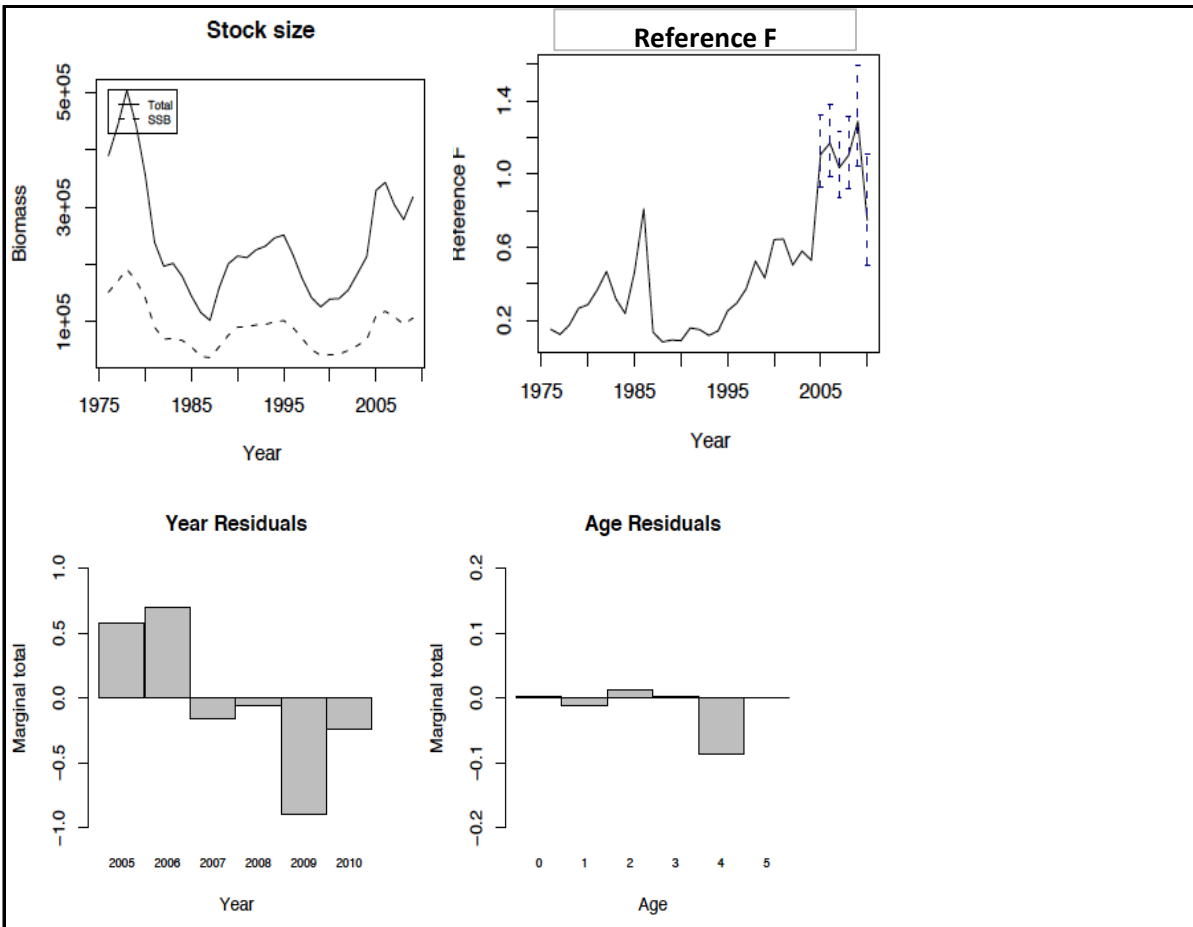 Stock size
Total
SSB
Biomass
5e+05
3e+05
1e+05
1975 1985 1995 2005
Year
Reference F
Reference F
1.4
1.0
0.6
0.2
1975 1985 1995 2005
Year
Year Residuals
Marginal total
1.0
0.5
0.0
−0.5
−1.0
2005 2006 2007 2008 2009 2010
Year
Age Residuals
Marginal total
0.2
0.1
0.0
−0.1
−0.2
0 1 2 3 4 5
Age